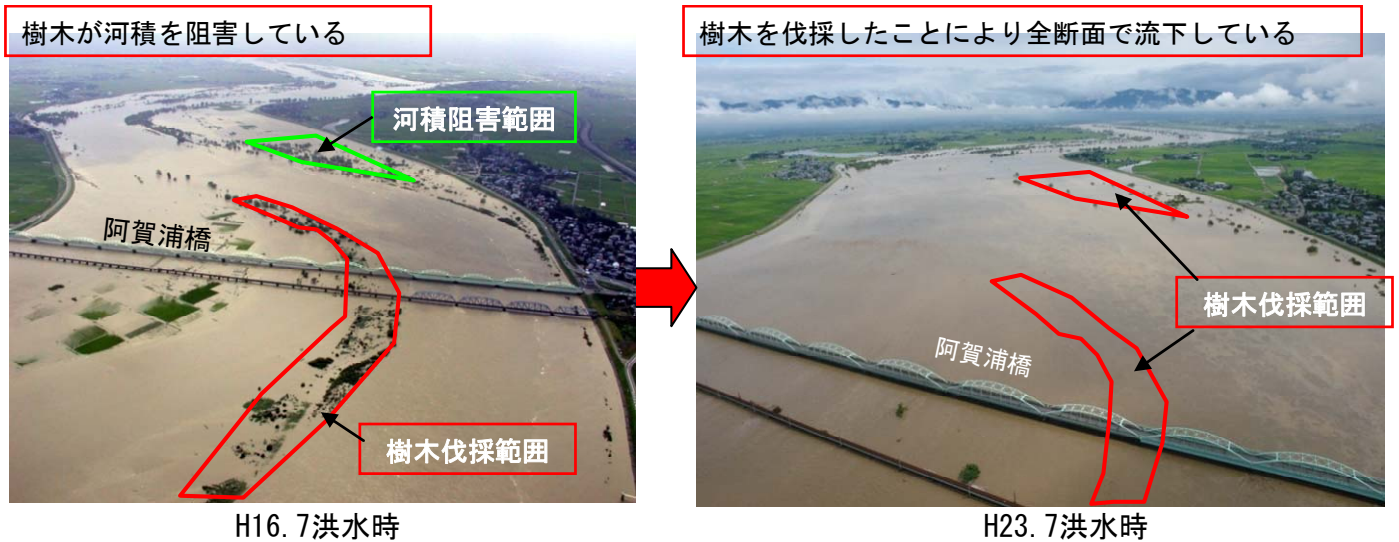 樹木が河積を阻害している
河積阻害範囲
阿賀浦橋
樹木伐採範囲
H16.7洪水時
樹木を伐採したことにより全断面で流下している
樹木伐採範囲
阿賀浦橋
H23.7洪水時